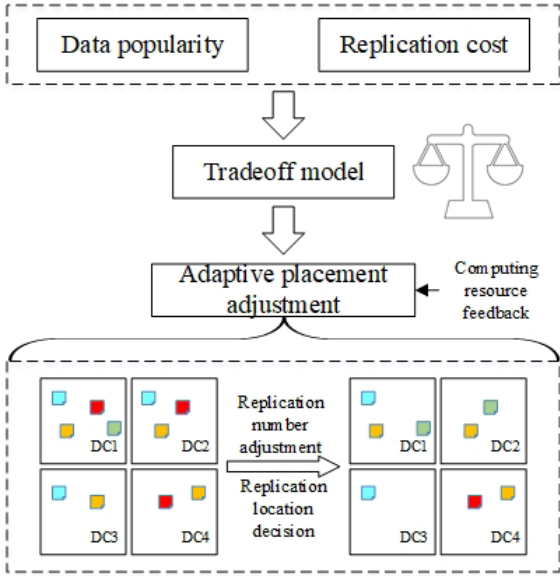 Data popularity
Replication cost
Tradeoff model
Adaptive placement
adjustment
Computing
resource
feedback
DC1
DC2
DC3
DC4
Replication
number
adjustment
Replication
location
decision
DC1
DC2
DC3
DC4